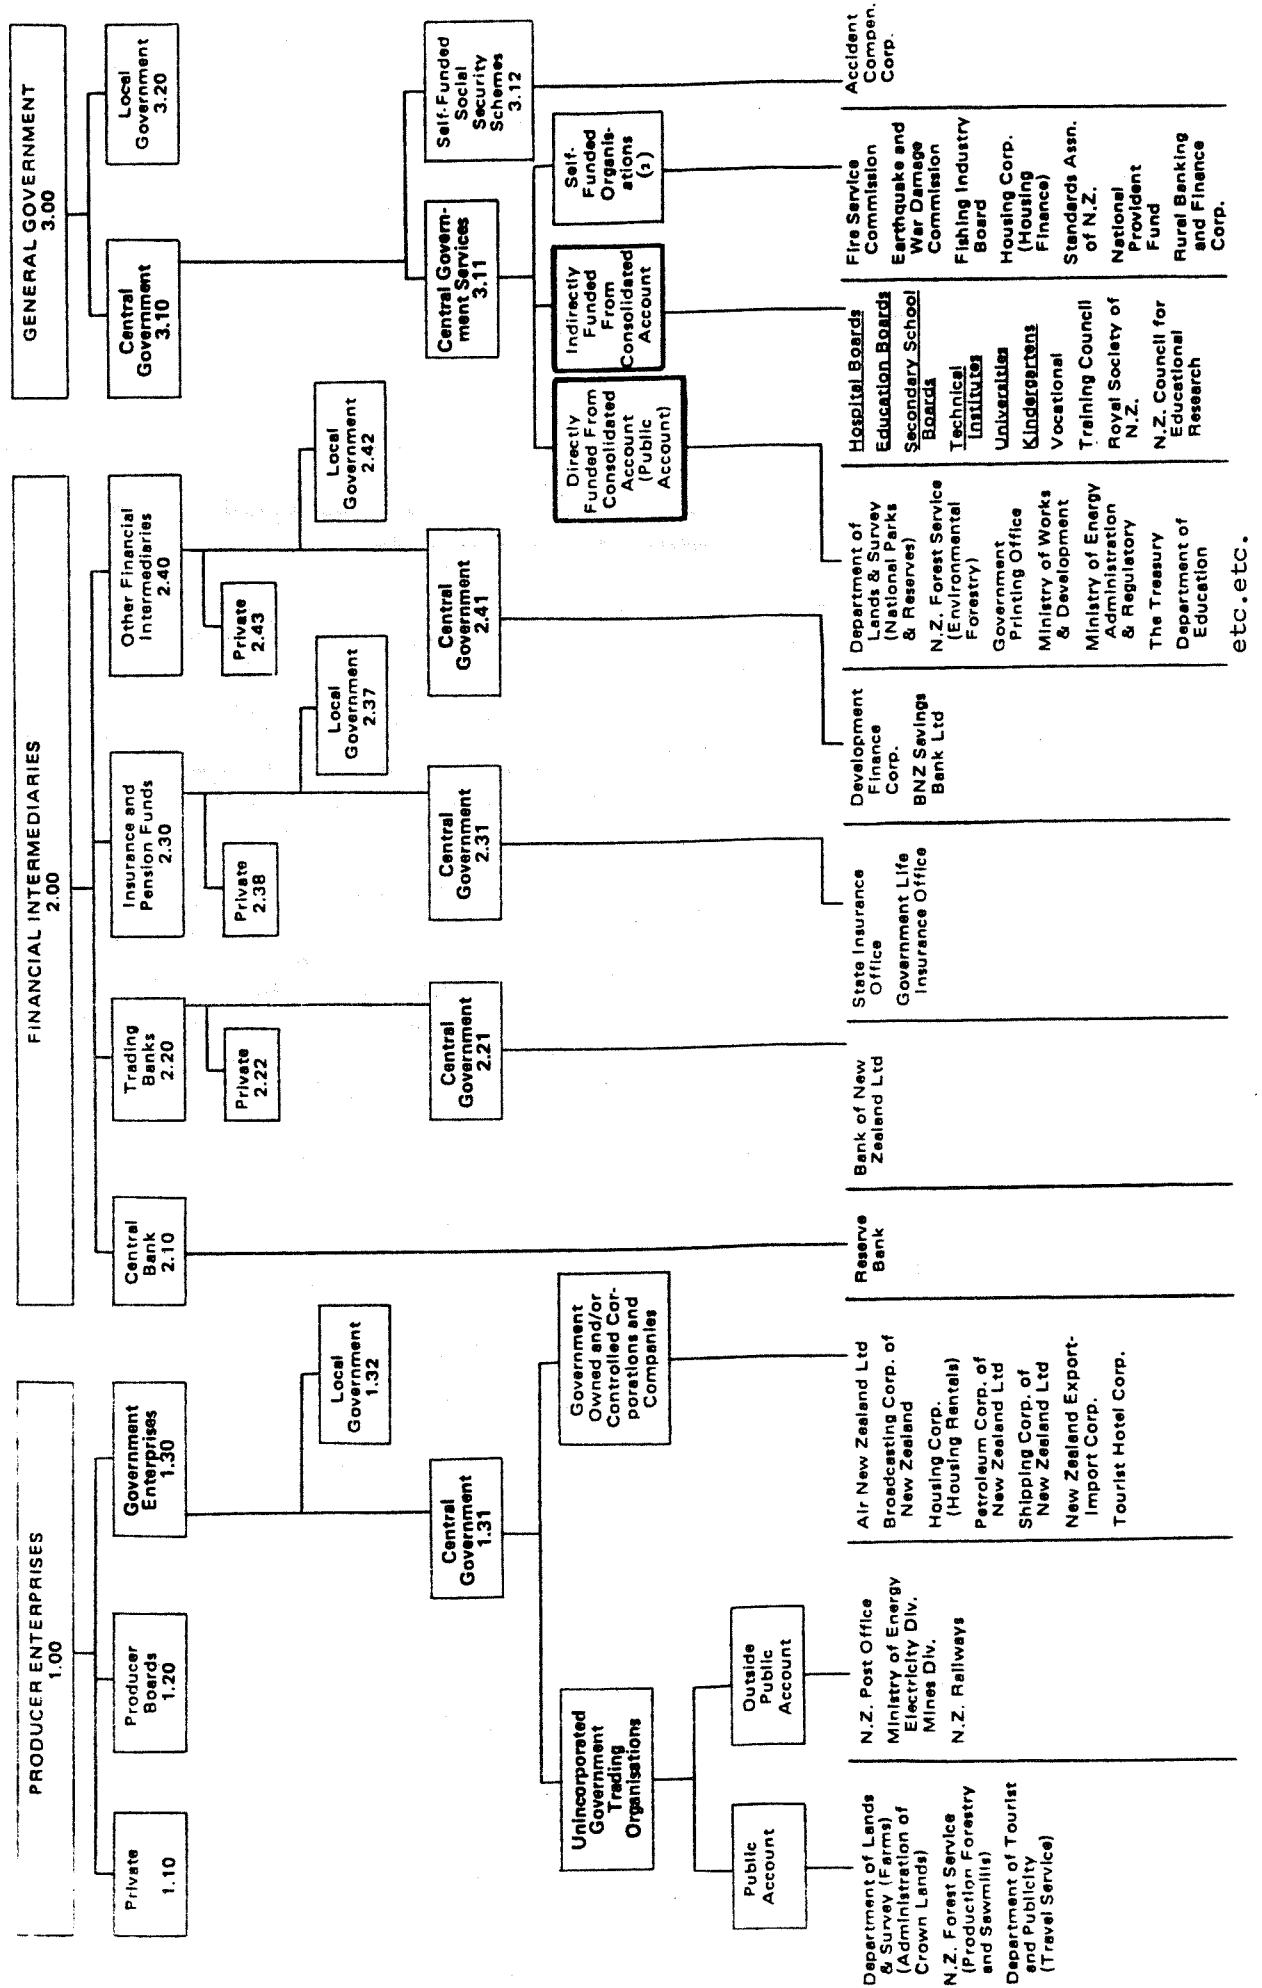 PRODUCER ENTERPRISES
1.00
FINANCIAL INTERMEDIARIES
2.00
GENERAL GOVERNMENT
3.00
Private
1.10
Producer
Boards
1.20
Government
Enterprises
1.30
Central
Bank
2.10
Trading
Banks
2.20
Insurance and
Pension Funds
2.30
Other Financial
Intermediaries
2.40
Central
Government
3.10
Local
Government
3.20
Private
2.22
Private
2.38
Private
2.43
Local
Government
1.32
Local
Government
2.37
Local
Government
2.42
Central
Government
1.31
Central
Government
2.21
Central
Government
2.31
Central
Government
2.41
Central Govern-
ment Services
3.11
Self-Funded
Social
Security
Schemes
3.12
Unincorporated
Government
Trading
Organisations
Government
Owned and/or
Controlled Cor-
porations and
Companies
Directly
Funded From
Consolidated
Account
(Public
Account)
Indirectly
Funded
From
Consolidated
Account
Self-
Funded
Organis-
ations
(2)
Public
Account
Outside
Public
Account
Department of Lands
& Survey (Farms)
(Administration of
Crown Lands)
N.Z. Forest Service
(Production Forestry
and Sawmills)
Department of Tourist
and Publicity
(Travel Service)
N.Z. Post Office
Ministry of Energy
Electricity Div.
Mines Div.
N.Z. Railways
Air New Zealand Ltd
Broadcasting Corp. of
New Zealand
Housing Corp.
(Housing Rentals)
Petroleum Corp. of
New Zealand Ltd
Shipping Corp. of
New Zealand Ltd
New Zealand Export-
Import Corp.
Tourist Hotel Corp.
Reserve
Bank
Bank of New
Zealand Ltd
State Insurance
Office
Government Life
Insurance Office
Development
Finance
Corp.
BNZ Savings
Bank Ltd
Department of
Lands & Survey
(National Parks
& Reserves)
N.Z. Forest Service
(Environmental
Forestry)
Government
Printing Office
Ministry of Works
& Development
Ministry of Energy
Administration
& Regulatory
The Treasury
Department of
Education
etc.etc.
Hospital Boards
Education Boards
Secondary School
Boards
Technical
Institutes
Universities
Kindergartens
Vocational
Training Council
Royal Society of
N.Z.
N.Z. Council for
Educational
Research
Fire Service
Commission
Earthquake and
War Damage
Commission
Fishing Industry
Board
Housing Corp.
(Housing
Finance)
Standards Assn.
of N.Z.
National
Provident
Fund
Rural Banking
and Finance
Corp.
Accident
Compen.
Corp.